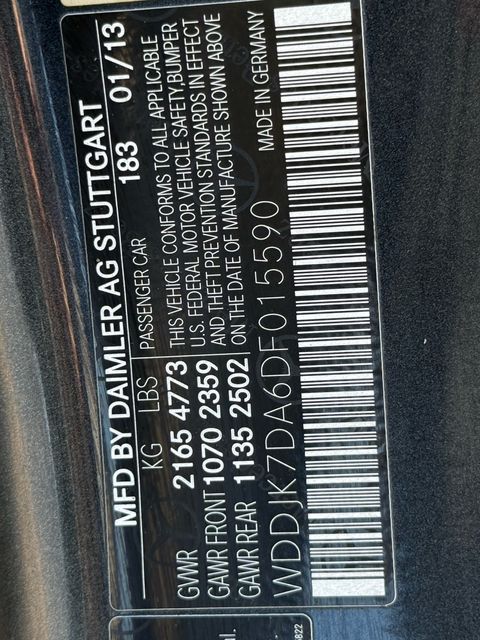 MFD BY DAIMLER AG STUTTGART
183 01/13
KG LBS PASSENGER CAR
GVWR 2165 4773 THIS VEHICLE CONFORMS TO ALL APPLICABLE
U.S. FEDERAL MOTOR VEHICLE SAFETY,BUMPER
GAWR FRONT 1070 2359 AND THEFT PREVENTION STANDARDS IN EFFECT
GAWR REAR 1135 2502 ON THE DATE OF MANUFACTURE SHOWN ABOVE
MADE IN GERMANY
WDDJK7DA6DF015590
al.